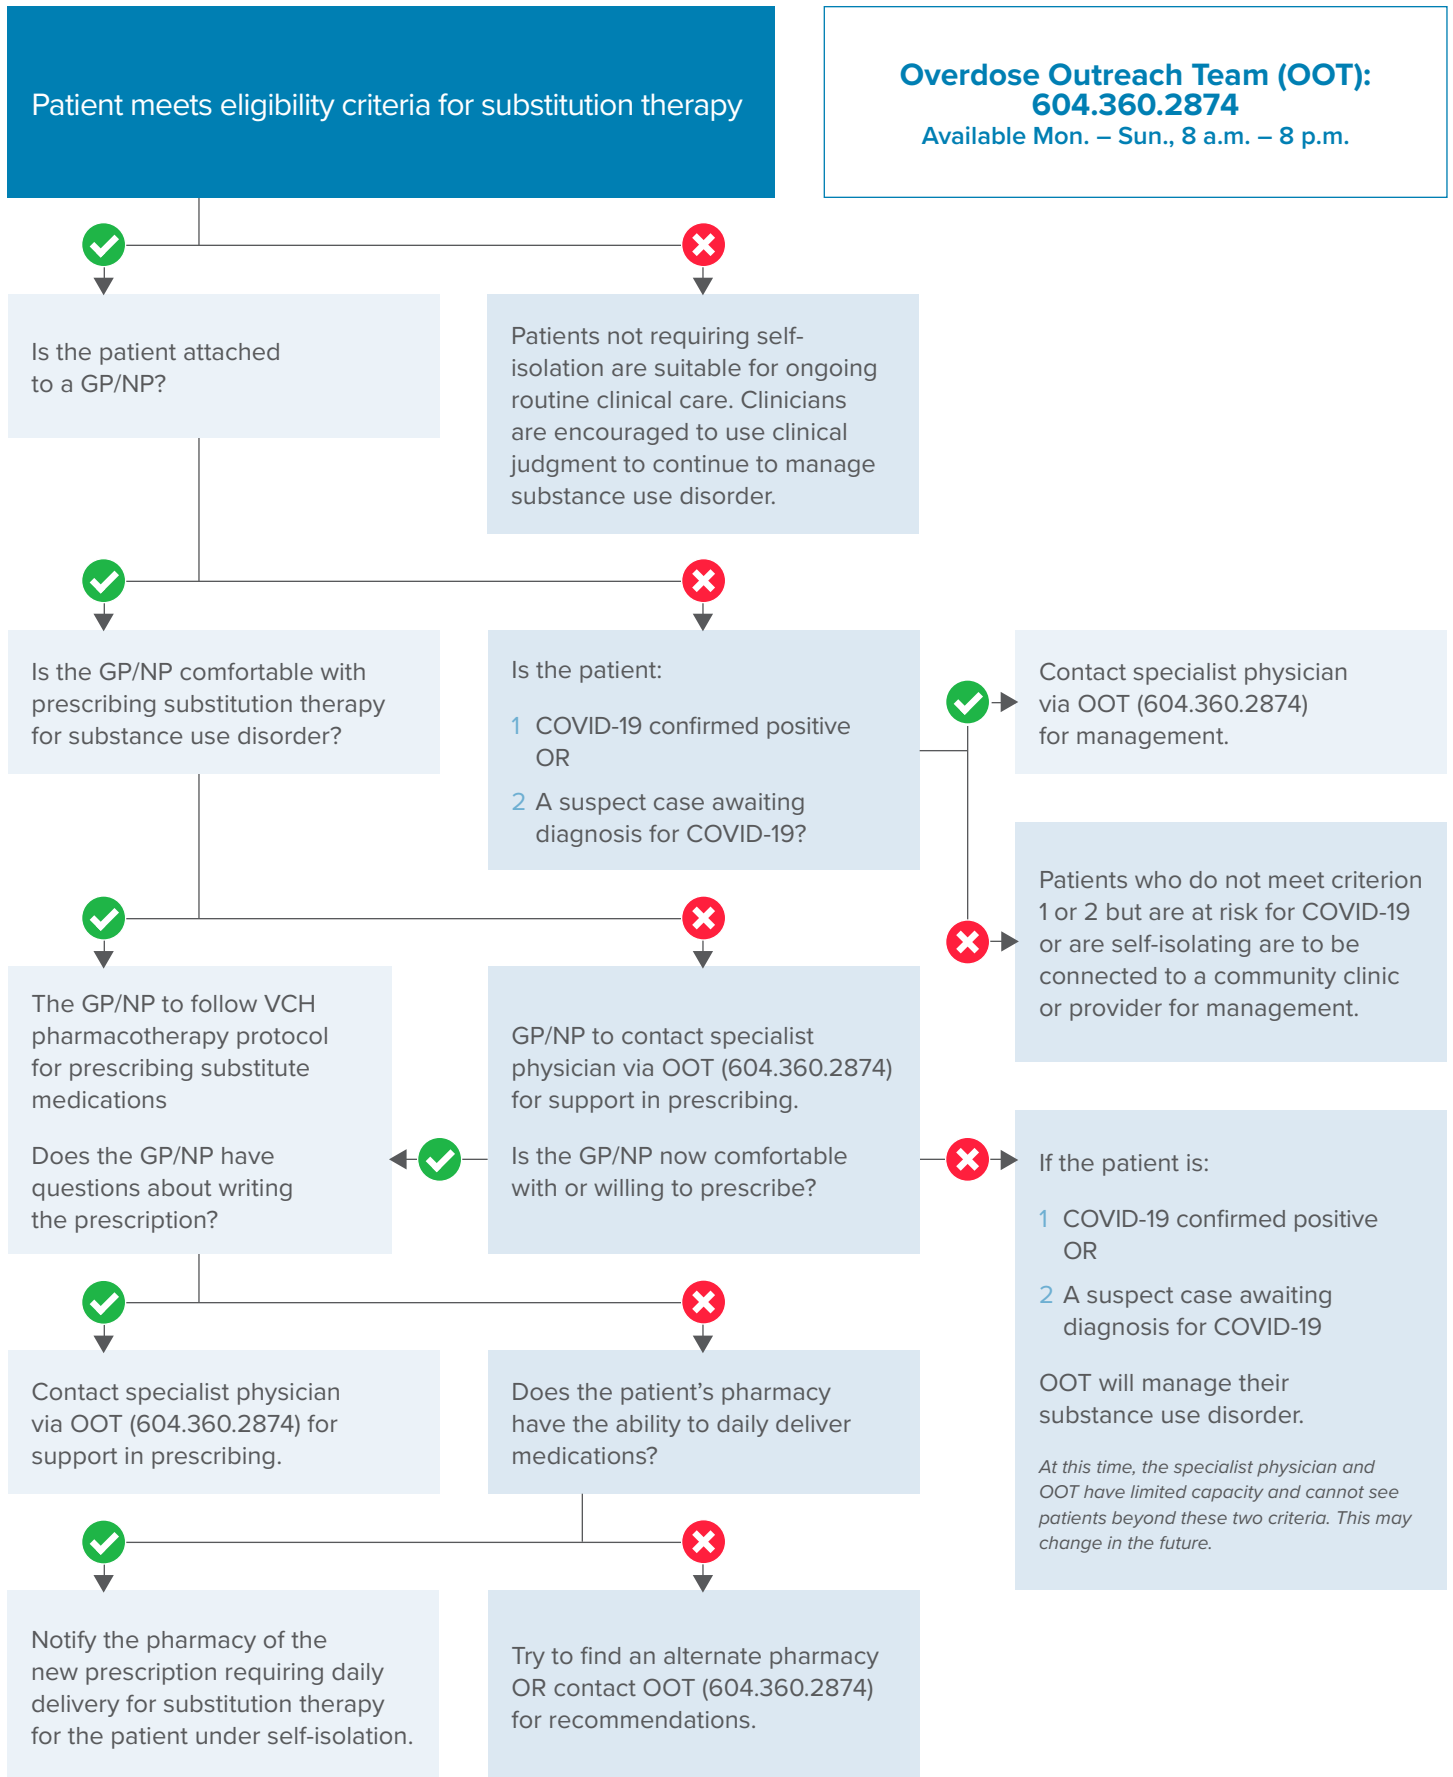 Patient meets eligibility criteria for substitution therapy
Overdose Outreach Team (OOT):
604.360.2874
Available Mon. – Sun., 8 a.m. – 8 p.m.
Is the patient attached
to a GP/NP?
Patients not requiring self-
isolation are suitable for ongoing
routine clinical care. Clinicians
are encouraged to use clinical
judgment to continue to manage
substance use disorder.
Is the GP/NP comfortable with
prescribing substitution therapy
for substance use disorder?
Is the patient:
1 COVID-19 confirmed positive
OR
2 A suspect case awaiting
diagnosis for COVID-19?
Contact specialist physician
via OOT (604.360.2874)
for management.
Patients who do not meet criterion
1 or 2 but are at risk for COVID-19
or are self-isolating are to be
connected to a community clinic
or provider for management.
The GP/NP to follow VCH
pharmacotherapy protocol
for prescribing substitute
medications
Does the GP/NP have
questions about writing
the prescription?
GP/NP to contact specialist
physician via OOT (604.360.2874)
for support in prescribing.
Is the GP/NP now comfortable
with or willing to prescribe?
If the patient is:
1 COVID-19 confirmed positive
OR
2 A suspect case awaiting
diagnosis for COVID-19
OOT will manage their
substance use disorder.
At this time, the specialist physician and
OOT have limited capacity and cannot see
patients beyond these two criteria. This may
change in the future.
Contact specialist physician
via OOT (604.360.2874) for
support in prescribing.
Does the patient’s pharmacy
have the ability to daily deliver
medications?
Notify the pharmacy of the
new prescription requiring daily
delivery for substitution therapy
for the patient under self-isolation.
Try to find an alternate pharmacy
OR contact OOT (604.360.2874)
for recommendations.